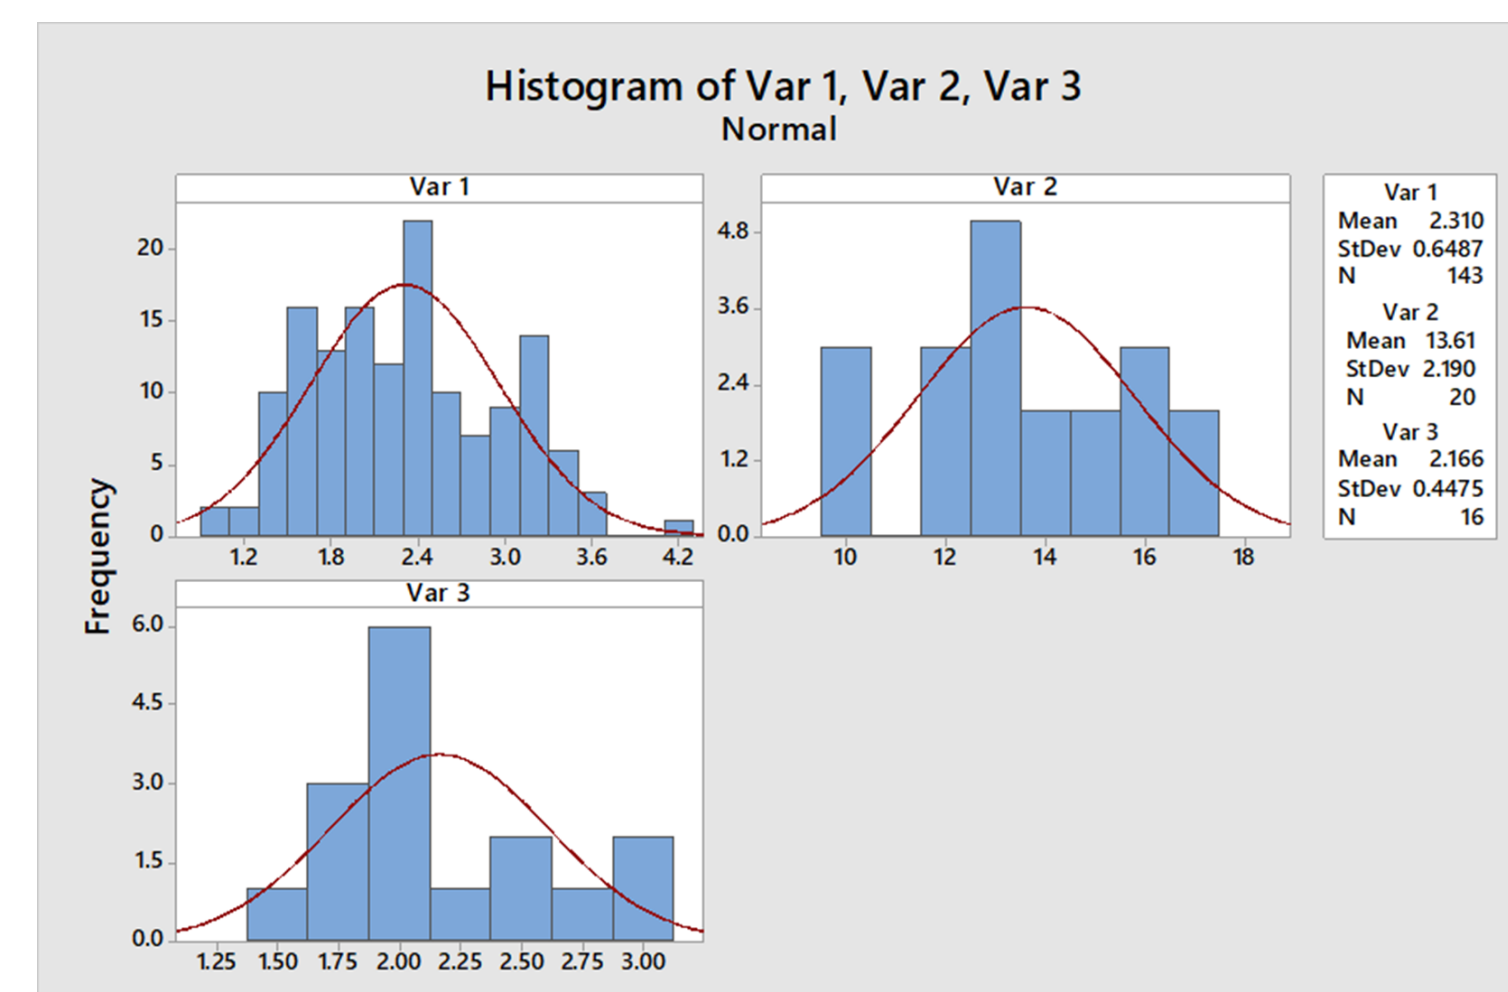 Histogram of Var 1, Var 2, Var 3
Normal
Var 1
20
15
10
5
0
1.2 1.8 2.4 3.0 3.6 4.2
Var 2
4.8
3.6
2.4
1.2
0.0
10 12 14 16 18
Var 1
Mean 2.310
StDev 0.6487
N 143
Var 2
Mean 13.61
StDev 2.190
N 20
Var 3
Mean 2.166
StDev 0.4475
N 16
Frequency
Var 3
6.0
4.5
3.0
1.5
0.0
1.25 1.50 1.75 2.00 2.25 2.50 2.75 3.00